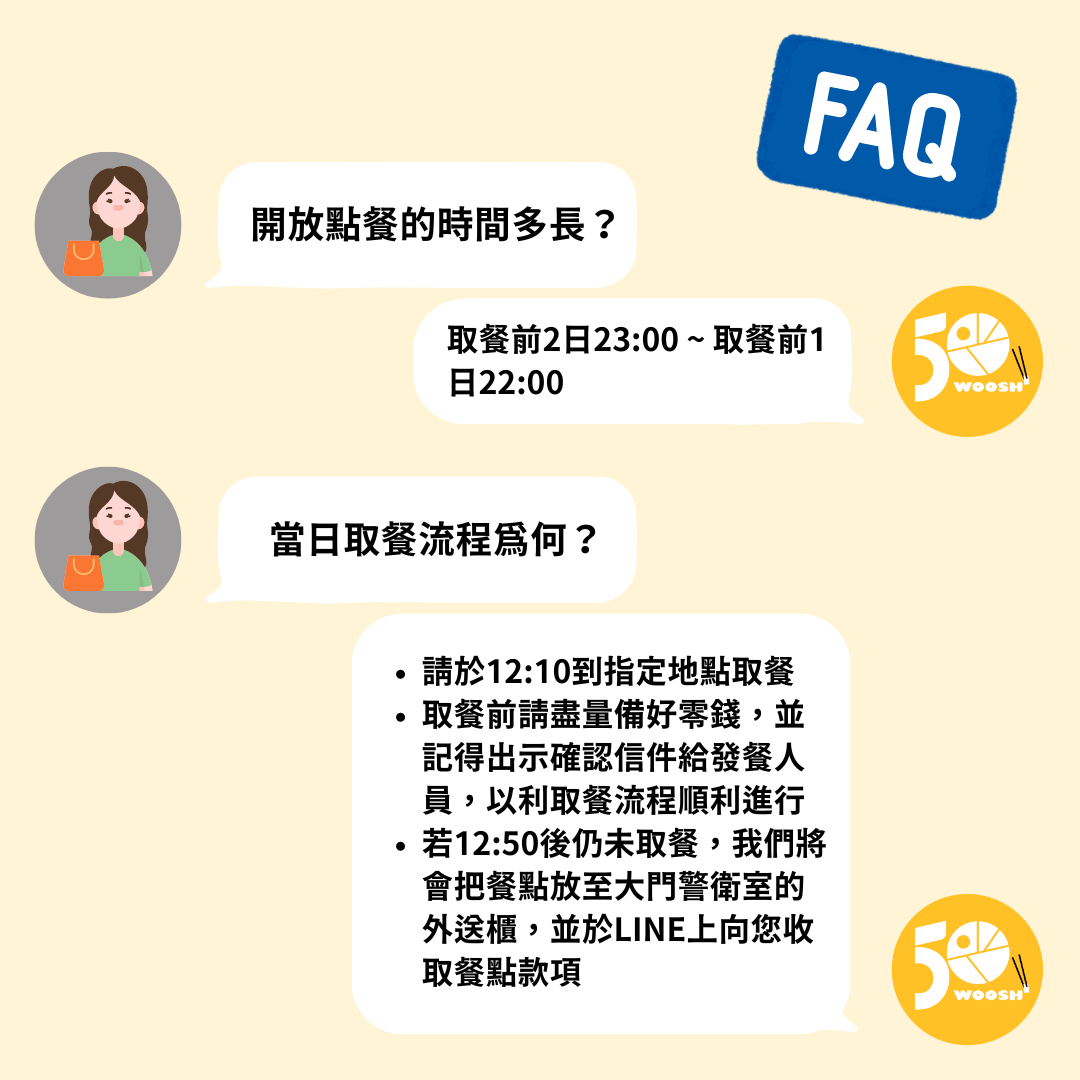 FAQ
開放點餐的時間多長？
取餐前2日23:00 ~ 取餐前1
日22:00
50
WOOSH
當日取餐流程爲何？
• 請於12:10到指定地點取餐
• 取餐前請盡量備好零錢，並
記得出示確認信件給發餐人
員，以利取餐流程順利進行
• 若12:50後仍未取餐，我們將
會把餐點放至大門警衛室的
外送櫃，並於LINE上向您收
取餐點款項
50
WOOSH